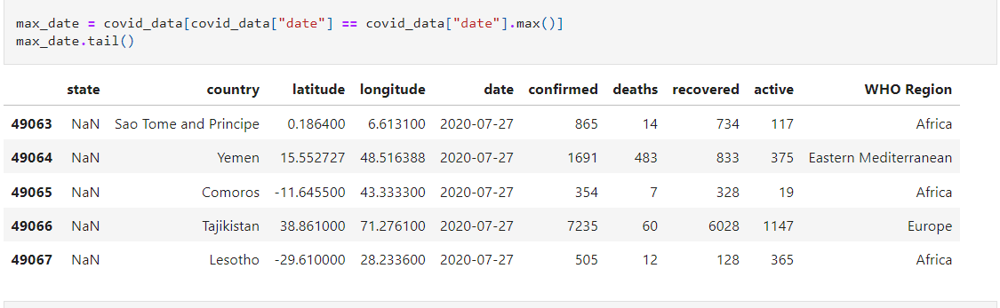 max_date = covid_data[covid_data["date"] == covid_data["date"].max()]
max_date.tail()
state country latitude longitude date confirmed deaths recovered active WHO Region
49063 NaN Sao Tome and Principe 0.186400 6.613100 2020-07-27 865 14 734 117 Africa
49064 NaN Yemen 15.552727 48.516388 2020-07-27 1691 483 833 375 Eastern Mediterranean
49065 NaN Comoros -11.645500 43.333300 2020-07-27 354 7 328 19 Africa
49066 NaN Tajikistan 38.861000 71.276100 2020-07-27 7235 60 6028 1147 Europe
49067 NaN Lesotho -29.610000 28.233600 2020-07-27 505 12 128 365 Africa